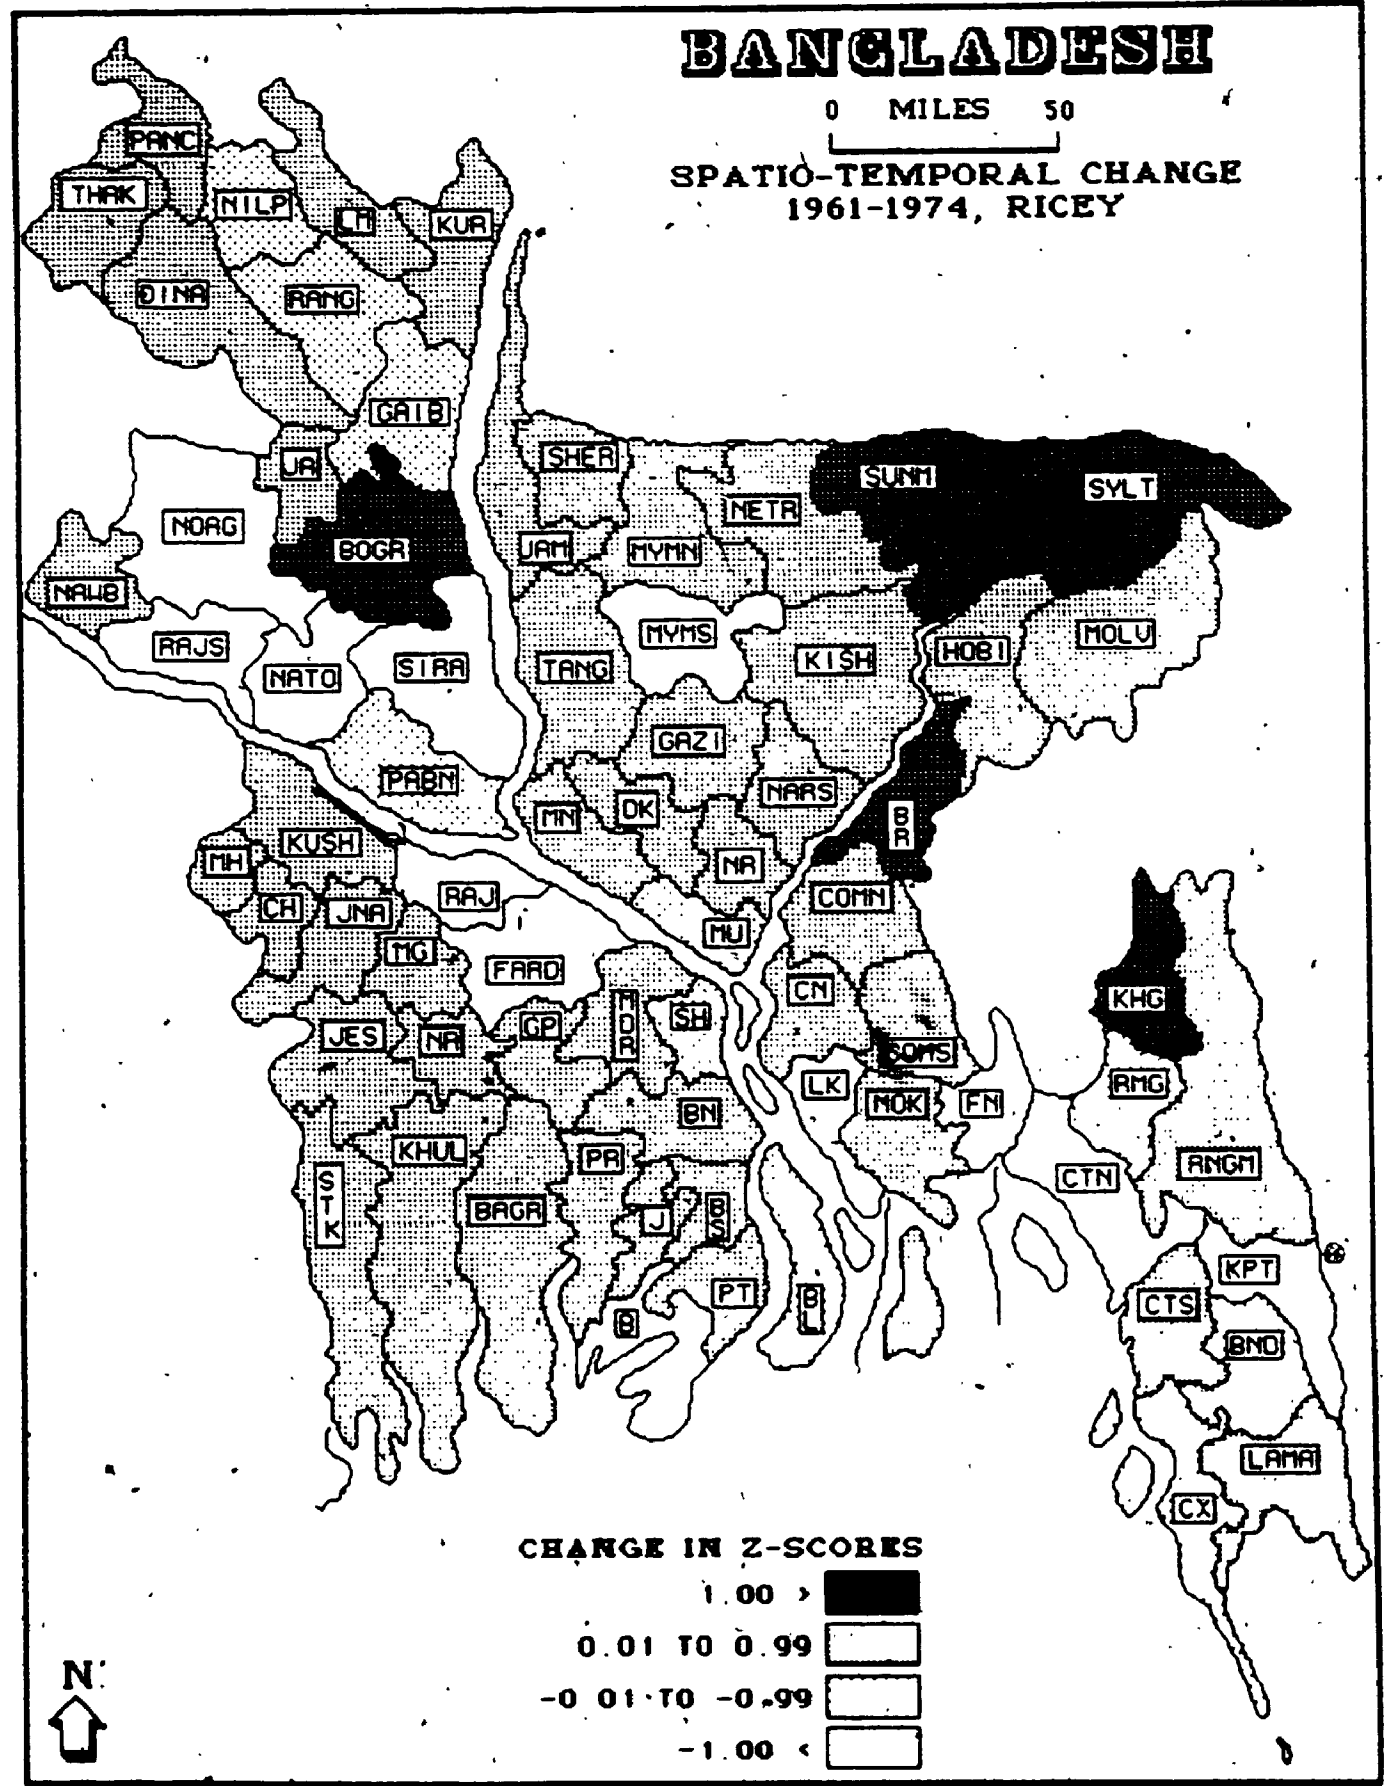 BANGLADESH
0 MILES 50
SPATIO-TEMPORAL CHANGE
1961-1974, RICEY
PANC
THAK
NILP
LM
KUR
DINA
RANG
GAIB
JA
SHER
SUNM
SYLT
NORG
BOGR
JAM
MYMN
NETR
NAWB
RAJS
NATO
SIRA
TANG
MYMS
KISH
HOBI
MOLV
GAZI
PABN
MN
DK
NARS
BR
KUSH
MH
CH
JNA
RAJ
NR
COMN
MG
FARD
MU
CN
KHG
JES
NR
GP
MDR
SH
COMS
LK
NOK
FN
RMG
BN
KHUL
PR
STK
BAGR
J
BS
CTN
RNGM
PT
B
BL
KPT
CTS
BND
LAMA
CX
CHANGE IN Z-SCORES
1.00 >
0.01 TO 0.99
-0 01 TO -0.99
-1.00 <
N